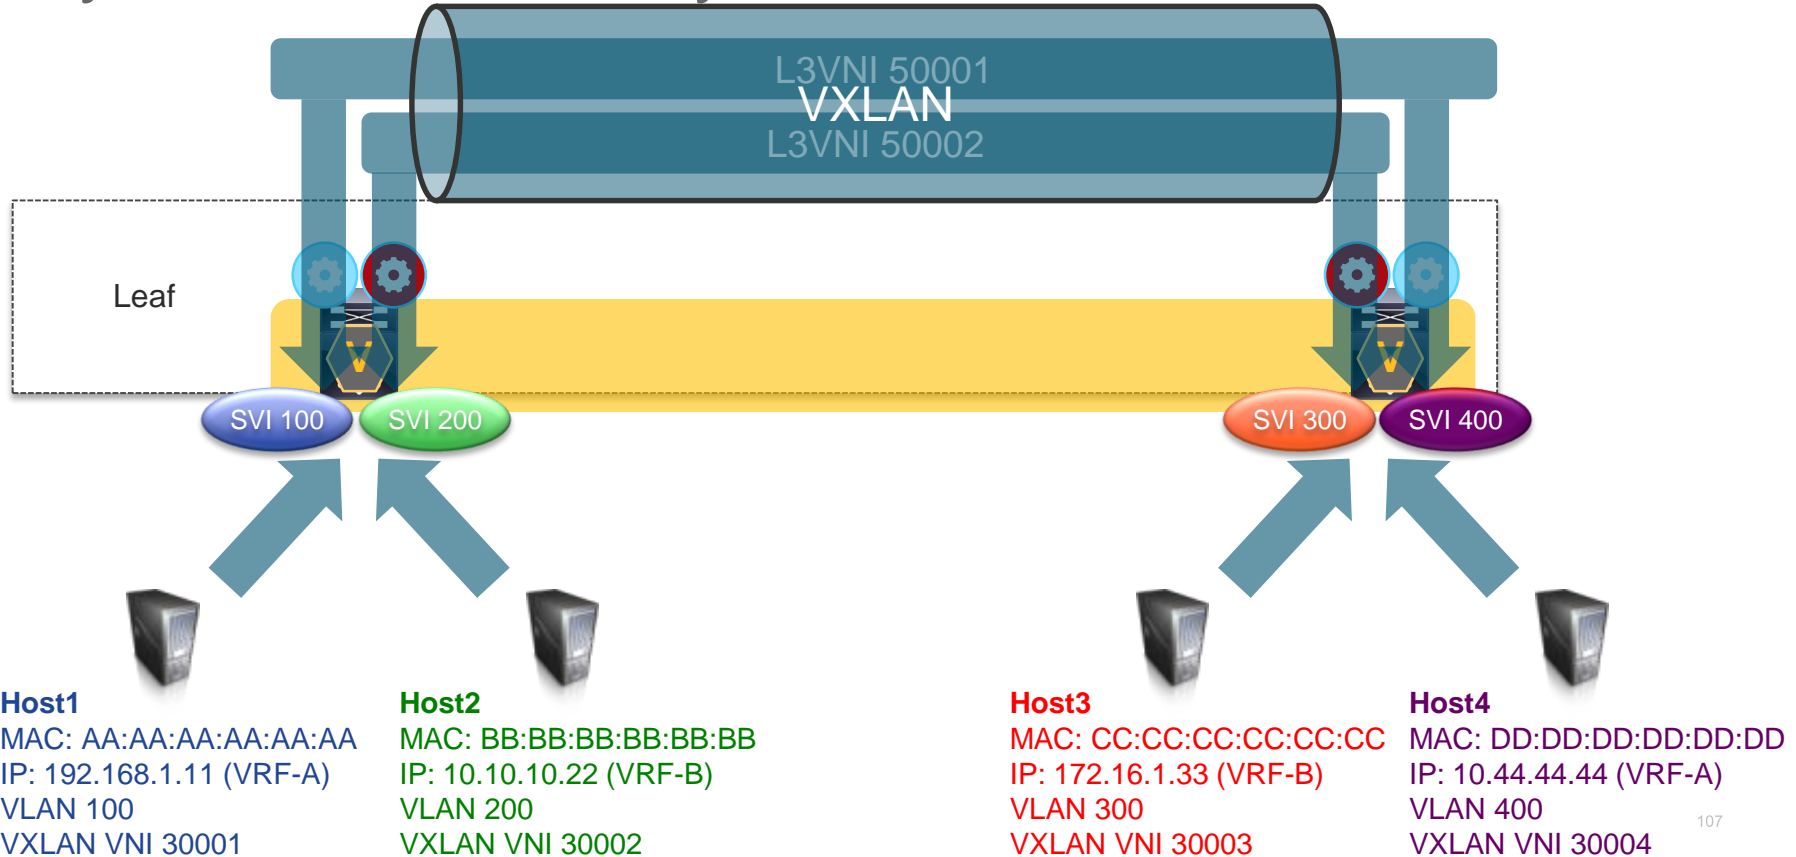 L3VNI 50001
VXLAN
L3VNI 50002
Leaf
SVI 100
SVI 200
SVI 300
SVI 400
Host1
MAC: AA:AA:AA:AA:AA:AA
IP: 192.168.1.11 (VRF-A)
VLAN 100
VXLAN VNI 30001
Host2
MAC: BB:BB:BB:BB:BB:BB
IP: 10.10.10.22 (VRF-B)
VLAN 200
VXLAN VNI 30002
Host3
MAC: CC:CC:CC:CC:CC:CC
IP: 172.16.1.33 (VRF-B)
VLAN 300
VXLAN VNI 30003
Host4
MAC: DD:DD:DD:DD:DD:DD
IP: 10.44.44.44 (VRF-A)
VLAN 400
VXLAN VNI 30004
107